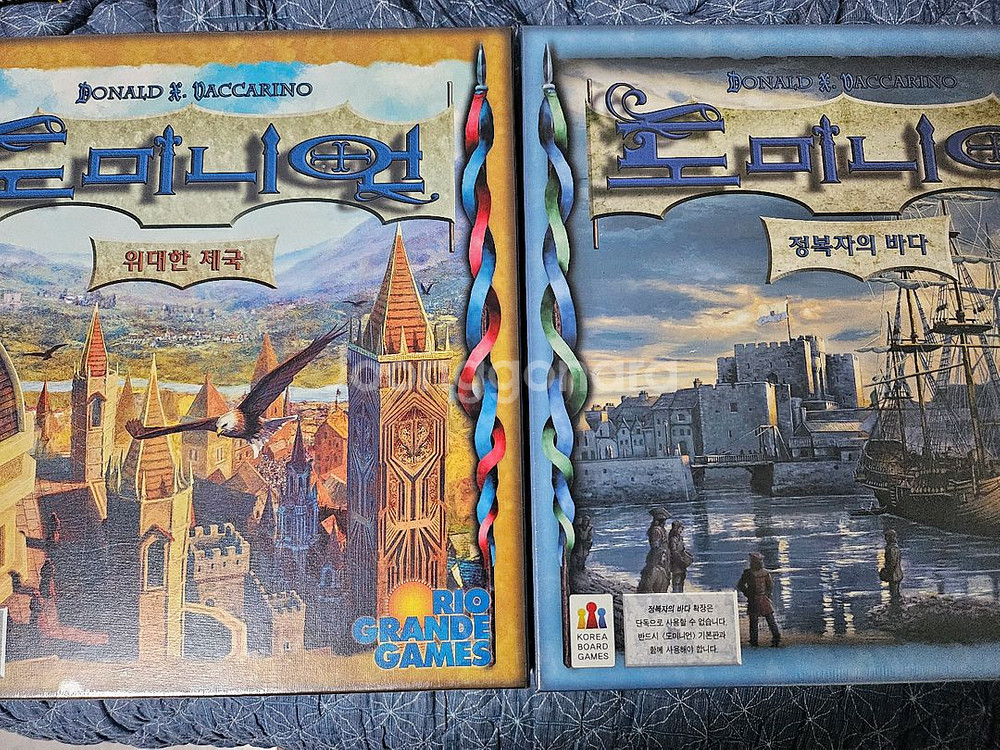 DONALD X. VACCARINO
도미니언
위대한 제국
RIO
GRANDE
GAMES
DONALD X. VACCARINO
도미니언
정복자의 바다
KOREA
BOARD
GAMES
정복자의 바다 확장은
단독으로 사용할 수 없습니다.
반드시 〈도미니언〉 기본판과
함께 사용해야 합니다.